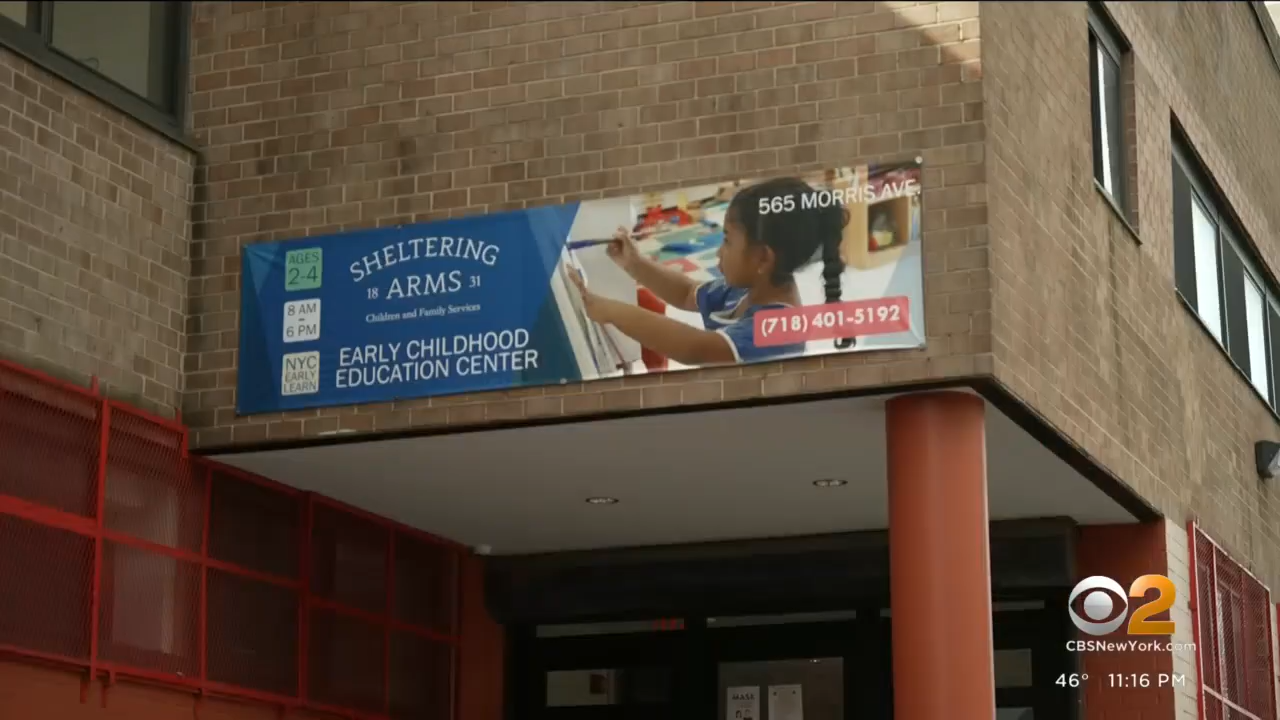 AGES
2-4
8 AM
-
6 PM
NYC
EARLY
LEARN
SHELTERING
18 ARMS 31
Children and Family Services
EARLY CHILDHOOD
EDUCATION CENTER
565 MORRIS AVE.
(718) 401-5192
MASK
2
CBSNewYork.com
46° 11:16 PM